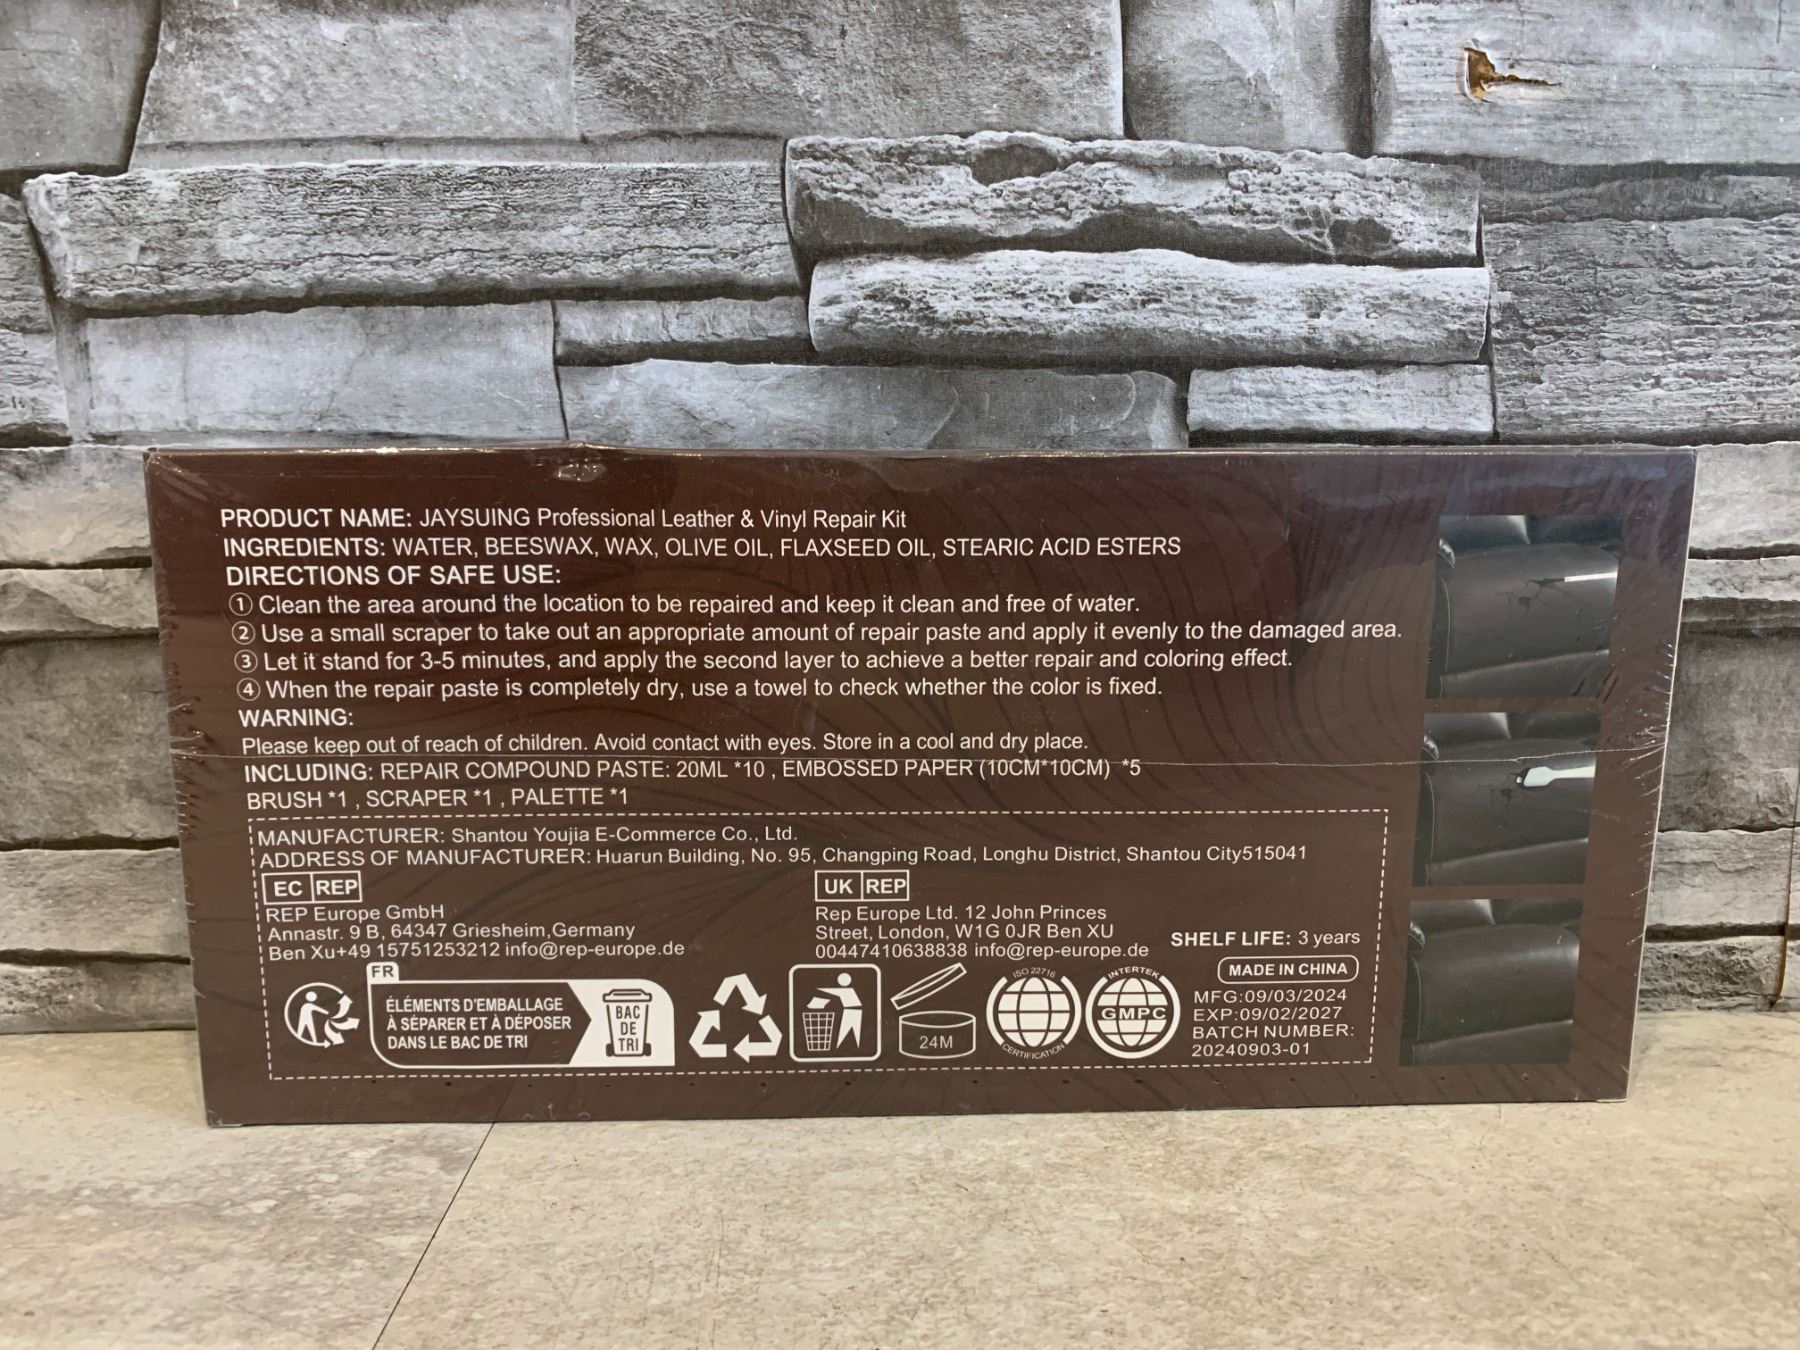 PRODUCT NAME: JAYSUING Professional Leather & Vinyl Repair Kit
INGREDIENTS: WATER, BEESWAX, WAX, OLIVE OIL, FLAXSEED OIL, STEARIC ACID ESTERS
DIRECTIONS OF SAFE USE:
① Clean the area around the location to be repaired and keep it clean and free of water.
② Use a small scraper to take out an appropriate amount of repair paste and apply it evenly to the damaged area.
③ Let it stand for 3-5 minutes, and apply the second layer to achieve a better repair and coloring effect.
④ When the repair paste is completely dry, use a towel to check whether the color is fixed.
WARNING:
Please keep out of reach of children. Avoid contact with eyes. Store in a cool and dry place.
INCLUDING: REPAIR COMPOUND PASTE: 20ML *10 , EMBOSSED PAPER (10CM*10CM) *5
BRUSH *1 , SCRAPER *1 , PALETTE *1
MANUFACTURER: Shantou Youjia E-Commerce Co., Ltd.
ADDRESS OF MANUFACTURER: Huarun Building, No. 95, Changping Road, Longhu District, Shantou City515041
EC REP
REP Europe GmbH
Annastr. 9 B, 64347 Griesheim,Germany
Ben Xu+49 15751253212 info@rep-europe.de
UK REP
Rep Europe Ltd. 12 John Princes
Street, London, W1G 0JR Ben XU
00447410638838 info@rep-europe.de
SHELF LIFE: 3 years
MADE IN CHINA
MFG:09/03/2024
EXP:09/02/2027
BATCH NUMBER:
20240903-01
FR
ÉLÉMENTS D'EMBALLAGE
À SÉPARER ET À DÉPOSER
DANS LE BAC DE TRI
BAC
DE
TRI
24M
ISO 22716
CERTIFICATION
INTERTEK
GMPC